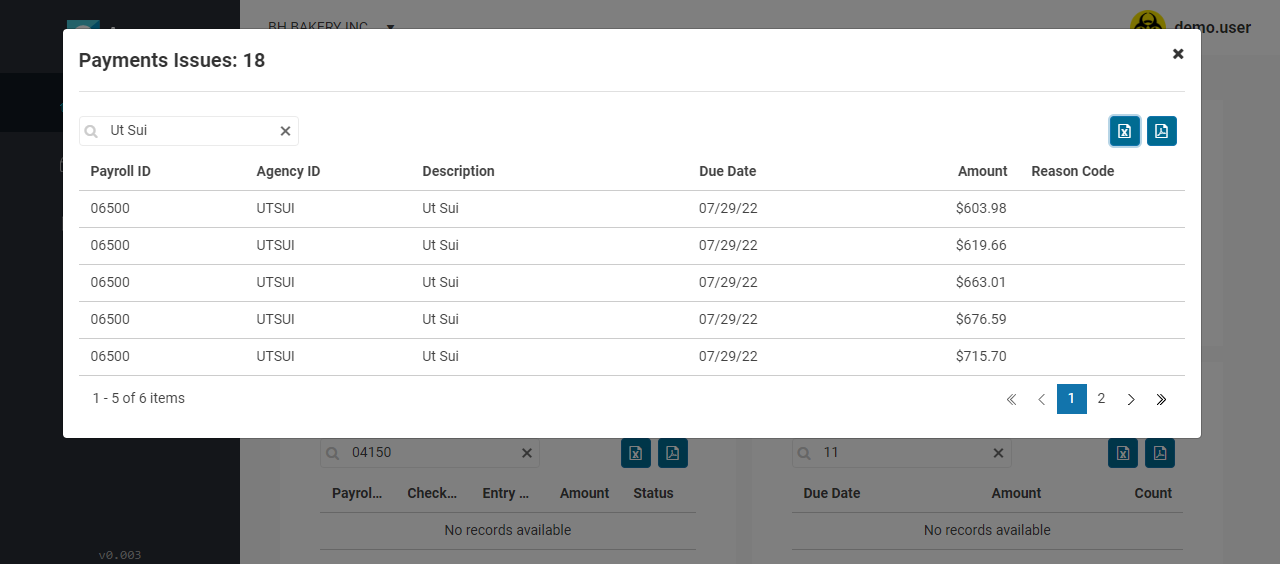 BH BAKERY INC
demo.user
Payments Issues: 18
Ut Sui
Payroll ID Agency ID Description Due Date Amount Reason Code
06500 UTSUI Ut Sui 07/29/22 $603.98
06500 UTSUI Ut Sui 07/29/22 $619.66
06500 UTSUI Ut Sui 07/29/22 $663.01
06500 UTSUI Ut Sui 07/29/22 $676.59
06500 UTSUI Ut Sui 07/29/22 $715.70
1 - 5 of 6 items 1 2
04150 11
Payrol... Check... Entry ... Amount Status Due Date Amount Count
No records available No records available
v0.003